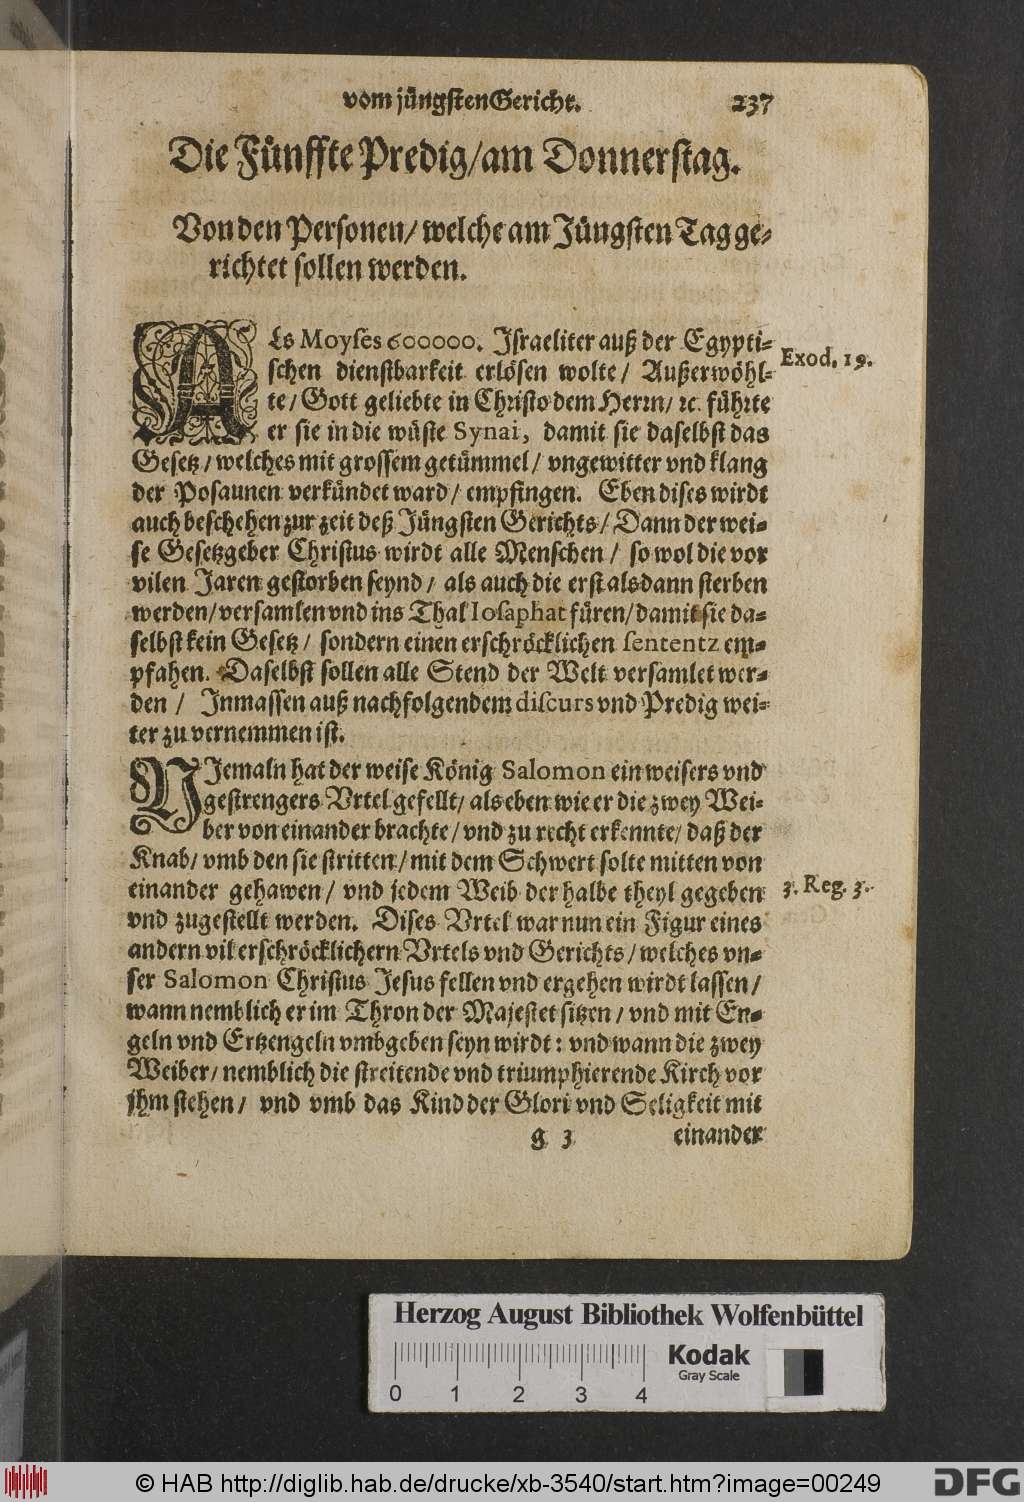 vom jüngsten Gericht. 237
Die Fünffte Predig/am Donnerstag.
Von den Personen/ welche am Jüngsten Tag ge-
richtet sollen werden.
ALs Moyses 600000. Israeliter auß der Egypti-
schen dienstbarkeit erlösen wolte/ Außerwöhl-
te/ Gott geliebte in Christo dem Herrn/ ꝛc. führte
er sie in die wüste Synai, damit sie daselbst das
Gesetz/ welches mit grossem getümmel/ vngewitter vnd klang
der Posaunen verkündet ward/ empfingen. Eben dises wirdt
auch beschehen zur zeit deß Jüngsten Gerichts/ Dann der wei-
se Gesetzgeber Christus wirdt alle Menschen/ so wol die vor
vilen Jaren gestorben seynd/ als auch die erst alsdann sterben
werden/ versamlen vnd ins Thal Iosaphat füren/ damit sie da-
selbst kein Gesetz/ sondern einen erschröcklichen sententz em-
pfahen. Daselbst sollen alle Stend der Welt versamlet wer-
den/ Inmassen auß nachfolgendem discurs vnd Predig wei-
ter zu vernemmen ist.
Exod. 19.
NJemaln hat der weise König Salomon ein weisers vnd
gestrengers Vrtel gefellt/ als eben wie er die zwey Wei-
ber von einander brachte/ vnd zu recht erkennte/ daß der
Knab/ vmb den sie stritten/ mit dem Schwert solte mitten von
einander gehawen/ vnd jedem Weib der halbe theyl gegeben
vnd zugestellt werden. Dises Vrtel war nun ein Figur eines
andern vil erschröcklichern Vrtels vnd Gerichts/ welches vn-
ser Salomon Christus Jesus fellen vnd ergehen wirdt lassen/
wann nemblich er im Thron der Majestet sitzen/ vnd mit En-
geln vnd Ertzengeln vmbgeben seyn wirdt: vnd wann die zwey
Weiber/ nemblich die streitende vnd triumphierende Kirch vor
jhm stehen/ vnd vmb das Kind der Glori vnd Seligkeit mit
3. Reg. 3.
g 3 einander
Herzog August Bibliothek Wolfenbüttel
Kodak
Gray Scale
0 1 2 3 4
© HAB http://diglib.hab.de/drucke/xb-3540/start.htm?image=00249
DFG